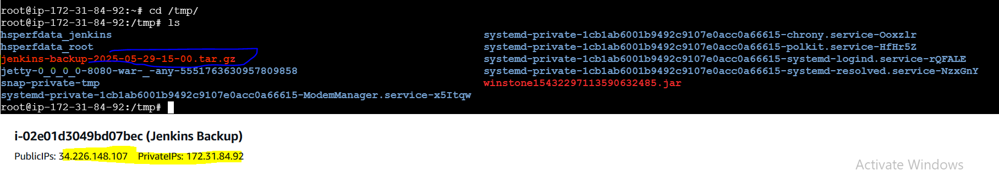 root@ip-172-31-84-92:~# cd /tmp/
root@ip-172-31-84-92:/tmp# ls
hsperfdata_jenkins systemd-private-1cb1ab6001b9492c9107e0acc0a66615-chrony.service-Ooxzlr
hsperfdata_root systemd-private-1cb1ab6001b9492c9107e0acc0a66615-polkit.service-HfHr5Z
jenkins-backup-2025-05-29-15-00.tar.gz systemd-private-1cb1ab6001b9492c9107e0acc0a66615-systemd-logind.service-rQFALE
jetty-0_0_0_0-8080-war-_-any-5551763630957809858 systemd-private-1cb1ab6001b9492c9107e0acc0a66615-systemd-resolved.service-NzxGnY
snap-private-tmp winstone15432297113590632485.jar
systemd-private-1cb1ab6001b9492c9107e0acc0a66615-ModemManager.service-x5Itqw
root@ip-172-31-84-92:/tmp#
i-02e01d3049bd07bec (Jenkins Backup)
PublicIPs: 34.226.148.107 PrivateIPs: 172.31.84.92
Activate Windows